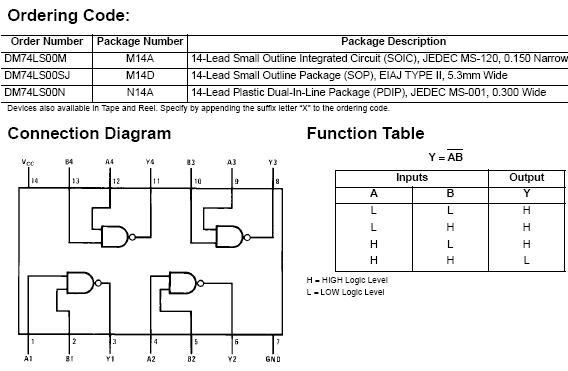 Ordering Code:
Order Number Package Number Package Description
DM74LS00M M14A 14-Lead Small Outline Integrated Circuit (SOIC), JEDEC MS-120, 0.150 Narrow
DM74LS00SJ M14D 14-Lead Small Outline Package (SOP), EIAJ TYPE II, 5.3mm Wide
DM74LS00N N14A 14-Lead Plastic Dual-In-Line Package (PDIP), JEDEC MS-001, 0.300 Wide
Devices also available in Tape and Reel. Specify by appending the suffix letter "X" to the ordering code.
Connection Diagram
VCC B4 A4 Y4 B3 A3 Y3
14 13 12 11 10 9 8
1 2 3 4 5 6 7
A1 B1 Y1 A2 B2 Y2 GND
Function Table
Y = A̅B̅
Inputs Output
A B Y
L L H
L H H
H L H
H H L
H = HIGH Logic Level
L = LOW Logic Level